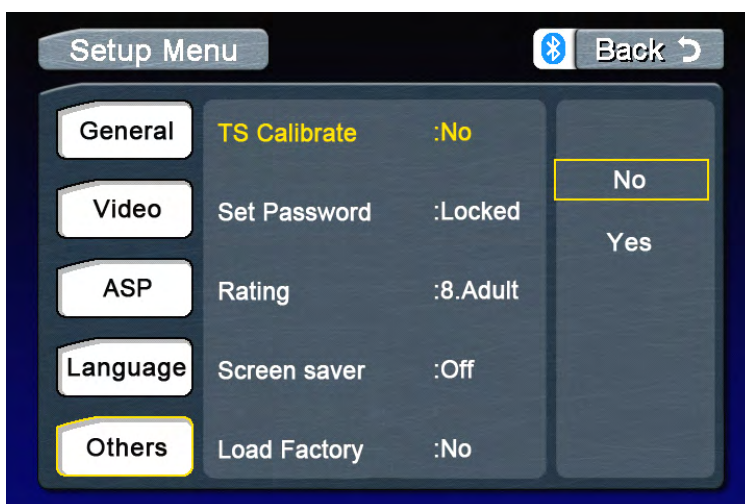 Setup Menu
Back
General
TS Calibrate :No
No
Video
Set Password :Locked
Yes
ASP
Rating :8.Adult
Language
Screen saver :Off
Others
Load Factory :No